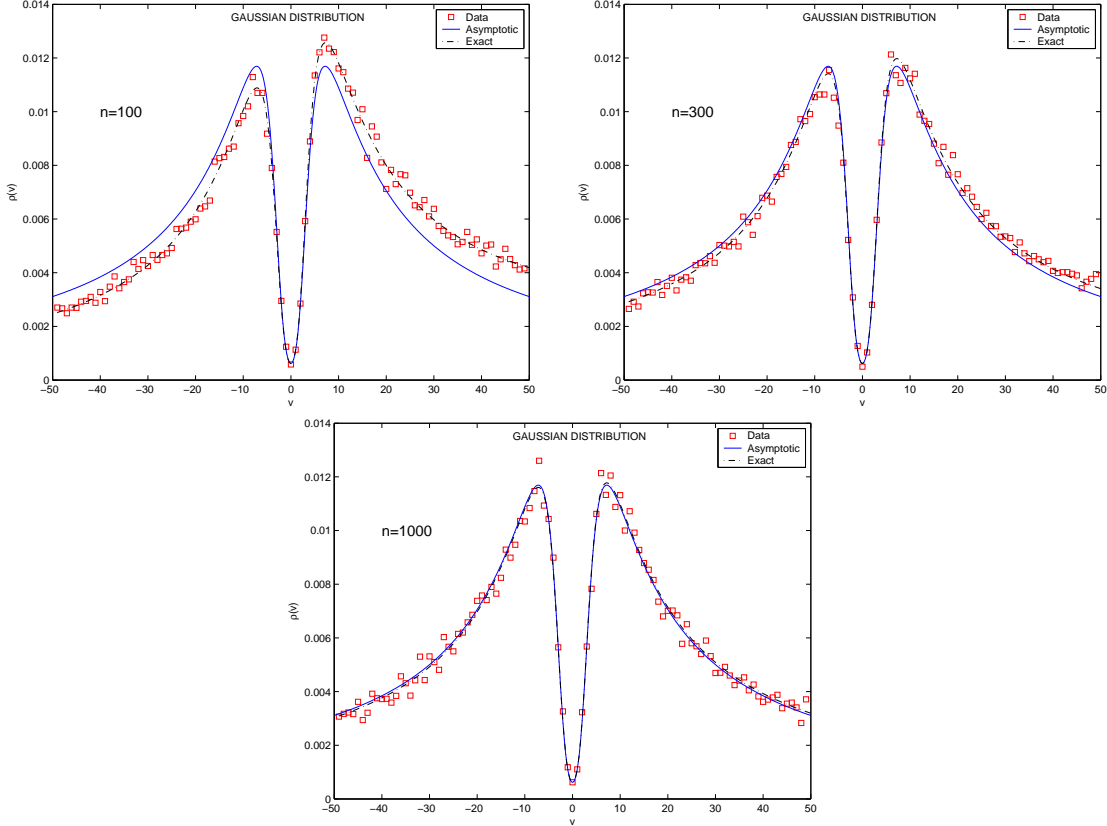 GAUSSIAN DISTRIBUTION
Data
Asymptotic
Exact
n=100
ρ(v)
0.014
0.012
0.01
0.008
0.006
0.004
0.002
0
−50 −40 −30 −20 −10 0 10 20 30 40 50
v
GAUSSIAN DISTRIBUTION
Data
Asymptotic
Exact
n=300
ρ(v)
0.014
0.012
0.01
0.008
0.006
0.004
0.002
0
−50 −40 −30 −20 −10 0 10 20 30 40 50
v
GAUSSIAN DISTRIBUTION
Data
Asymptotic
Exact
n=1000
ρ(v)
0.014
0.012
0.01
0.008
0.006
0.004
0.002
0
−50 −40 −30 −20 −10 0 10 20 30 40 50
v